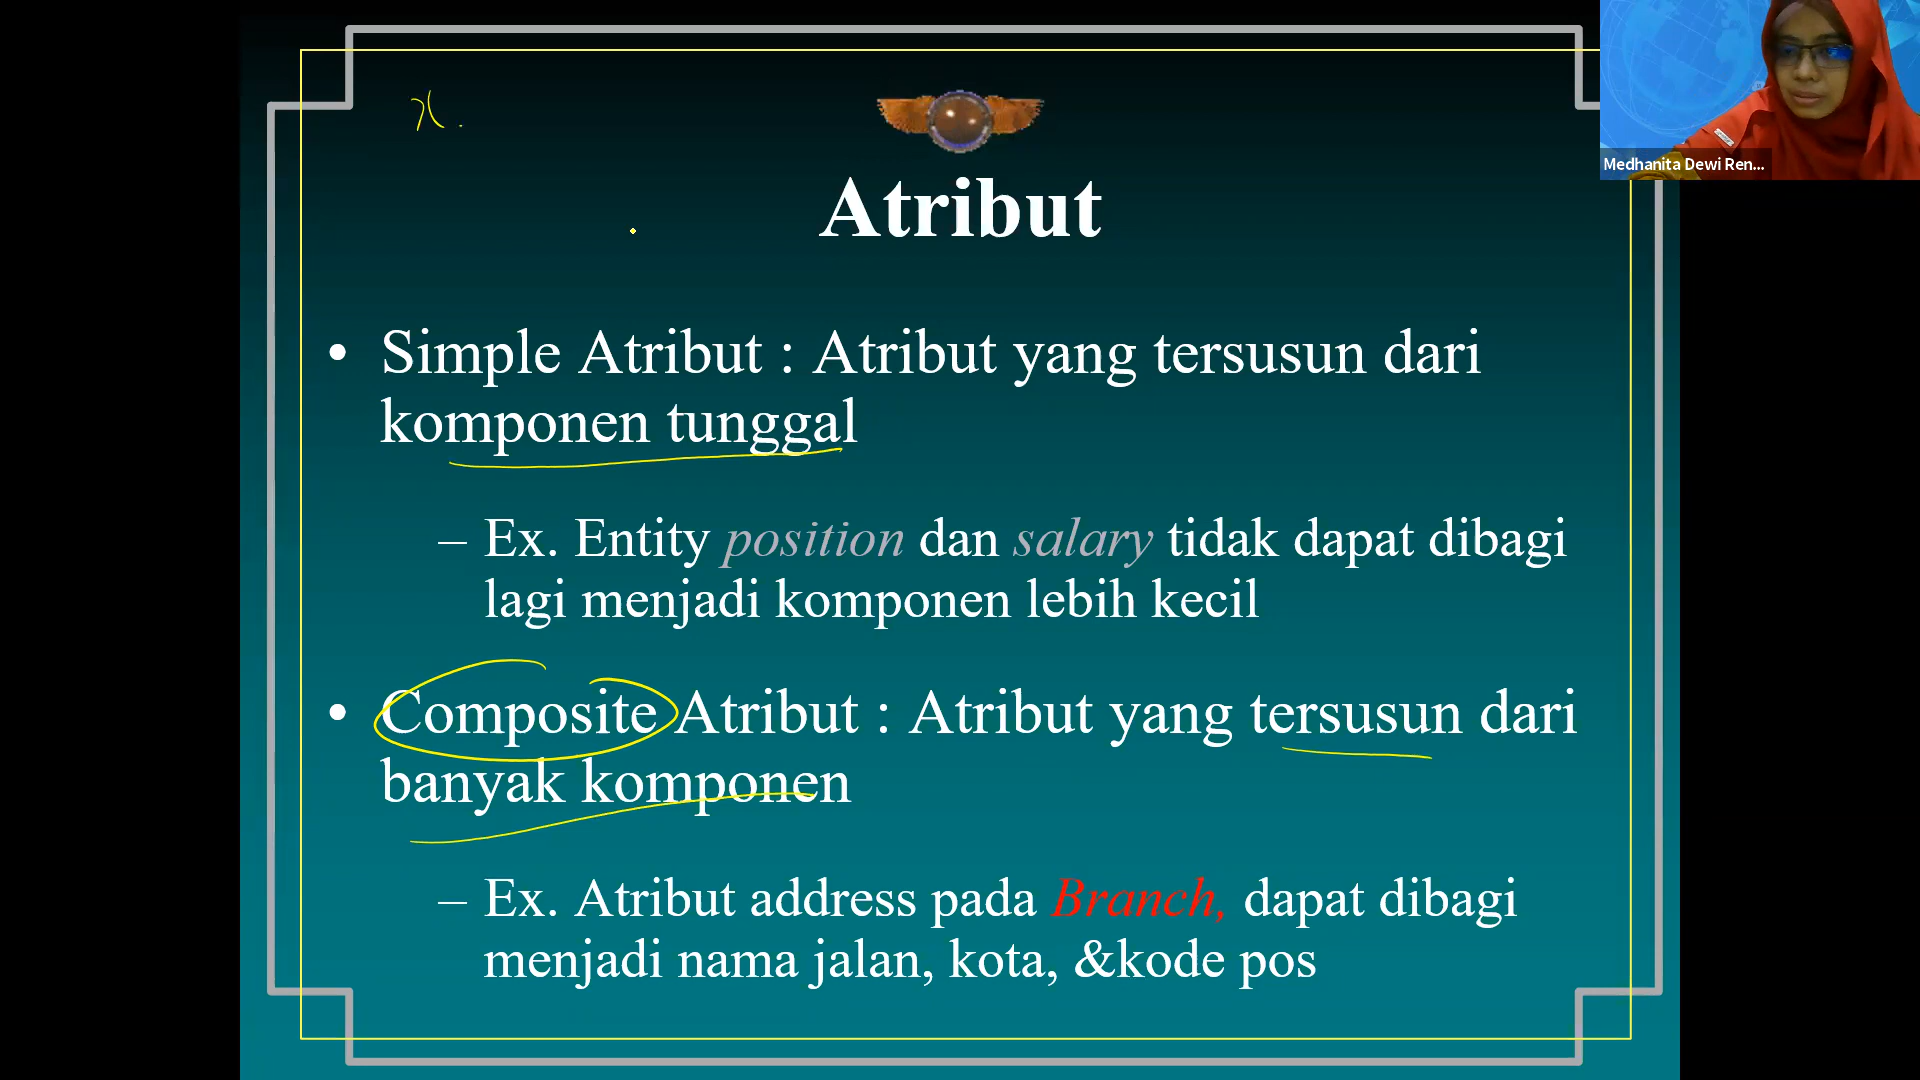 x.
Medhanita Dewi Ren...
Atribut
• Simple Atribut : Atribut yang tersusun dari
komponen tunggal
– Ex. Entity position dan salary tidak dapat dibagi
lagi menjadi komponen lebih kecil
• Composite Atribut : Atribut yang tersusun dari
banyak komponen
– Ex. Atribut address pada Branch, dapat dibagi
menjadi nama jalan, kota, &kode pos